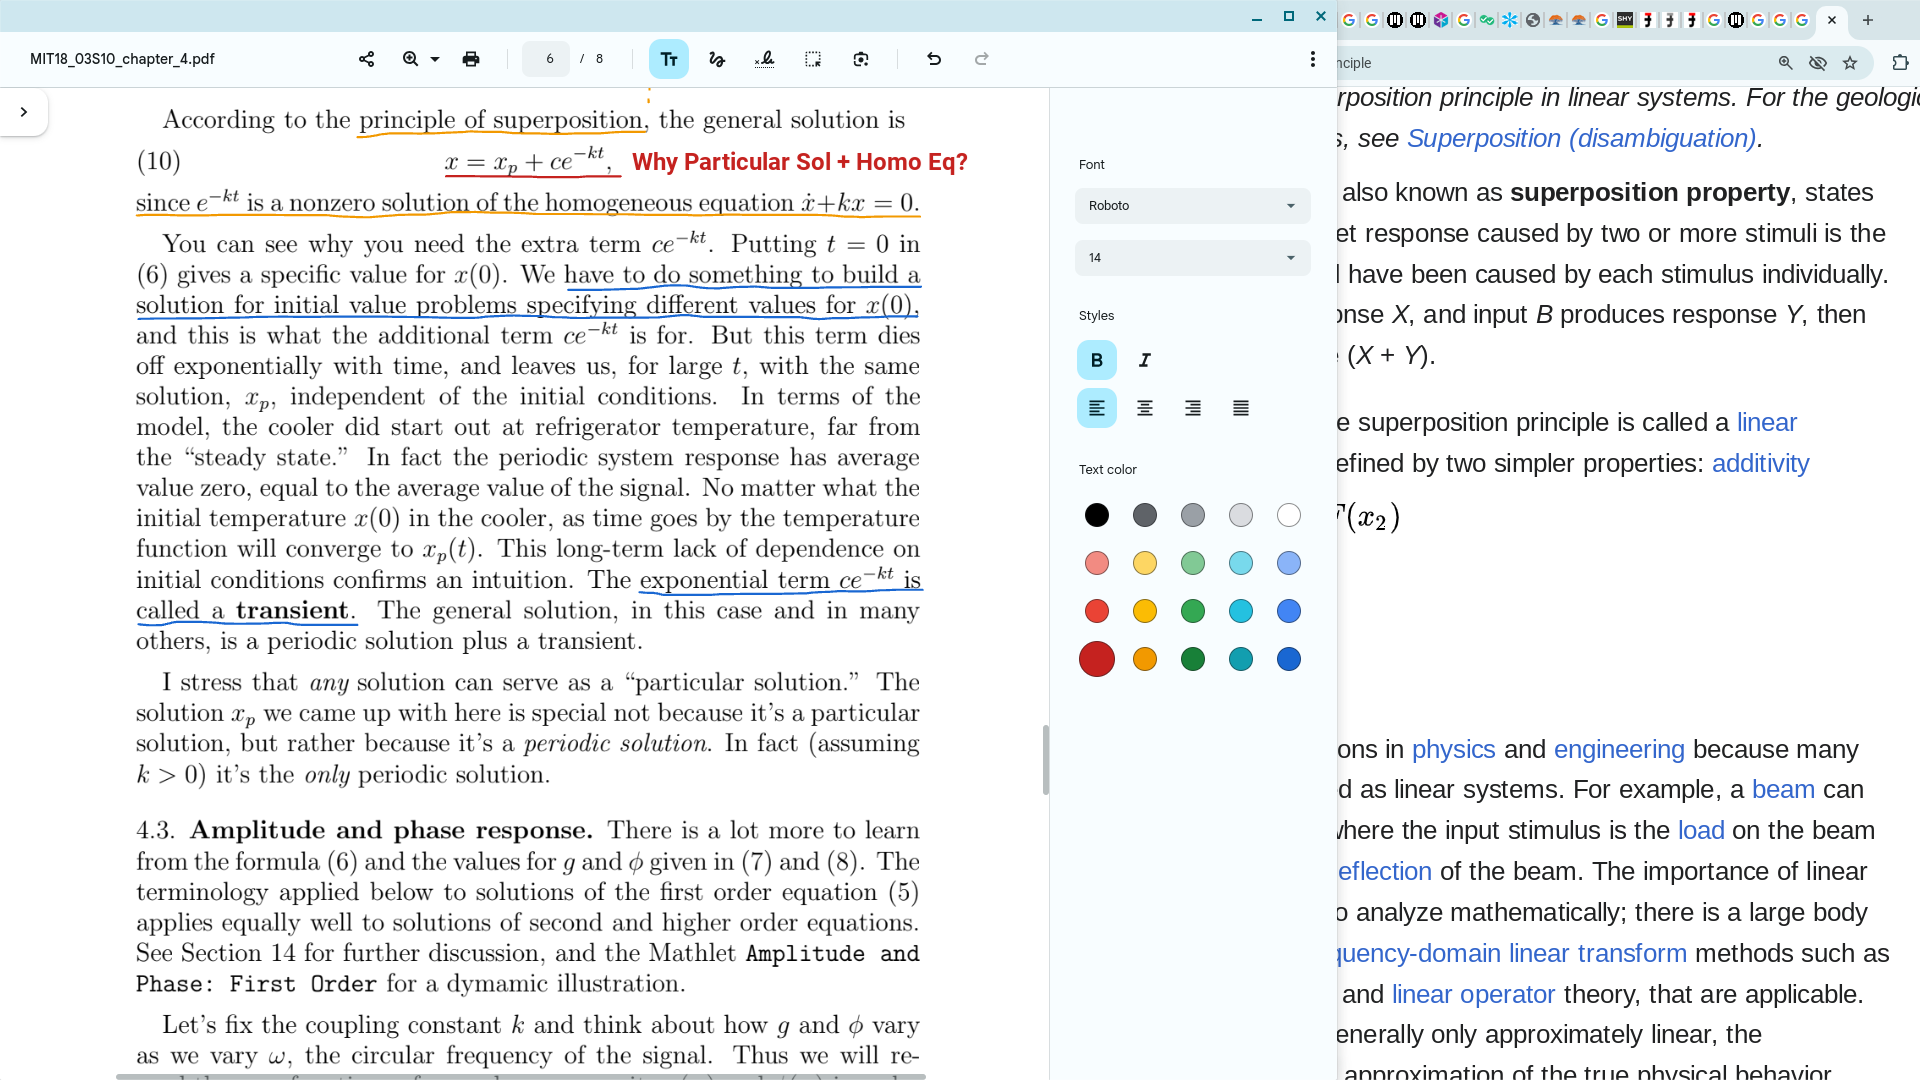 MIT18_03S10_chapter_4.pdf
6 / 8
According to the principle of superposition, the general solution is
(10) x = xₚ + ce⁻ᵏᵗ, Why Particular Sol + Homo Eq?
since e⁻ᵏᵗ is a nonzero solution of the homogeneous equation ẋ+kx = 0.
You can see why you need the extra term ce⁻ᵏᵗ. Putting t = 0 in
(6) gives a specific value for x(0). We have to do something to build a
solution for initial value problems specifying different values for x(0),
and this is what the additional term ce⁻ᵏᵗ is for. But this term dies
off exponentially with time, and leaves us, for large t, with the same
solution, xₚ, independent of the initial conditions. In terms of the
model, the cooler did start out at refrigerator temperature, far from
the “steady state.” In fact the periodic system response has average
value zero, equal to the average value of the signal. No matter what the
initial temperature x(0) in the cooler, as time goes by the temperature
function will converge to xₚ(t). This long-term lack of dependence on
initial conditions confirms an intuition. The exponential term ce⁻ᵏᵗ is
called a transient. The general solution, in this case and in many
others, is a periodic solution plus a transient.
I stress that any solution can serve as a “particular solution.” The
solution xₚ we came up with here is special not because it’s a particular
solution, but rather because it’s a periodic solution. In fact (assuming
k > 0) it’s the only periodic solution.
4.3. Amplitude and phase response. There is a lot more to learn
from the formula (6) and the values for g and ϕ given in (7) and (8). The
terminology applied below to solutions of the first order equation (5)
applies equally well to solutions of second and higher order equations.
See Section 14 for further discussion, and the Mathlet Amplitude and
Phase: First Order for a dymamic illustration.
Let’s fix the coupling constant k and think about how g and ϕ vary
as we vary ω, the circular frequency of the signal. Thus we will re-
Font
Roboto
14
Styles
B I
Text color
SHY
nciple
rposition principle in linear systems. For the geologic
s, see Superposition (disambiguation).
also known as superposition property, states
et response caused by two or more stimuli is the
have been caused by each stimulus individually.
onse X, and input B produces response Y, then
(X + Y).
e superposition principle is called a linear
efined by two simpler properties: additivity
F(x₂)
ons in physics and engineering because many
d as linear systems. For example, a beam can
where the input stimulus is the load on the beam
eflection of the beam. The importance of linear
o analyze mathematically; there is a large body
quency-domain linear transform methods such as
and linear operator theory, that are applicable.
enerally only approximately linear, the
approximation of the true physical behavior